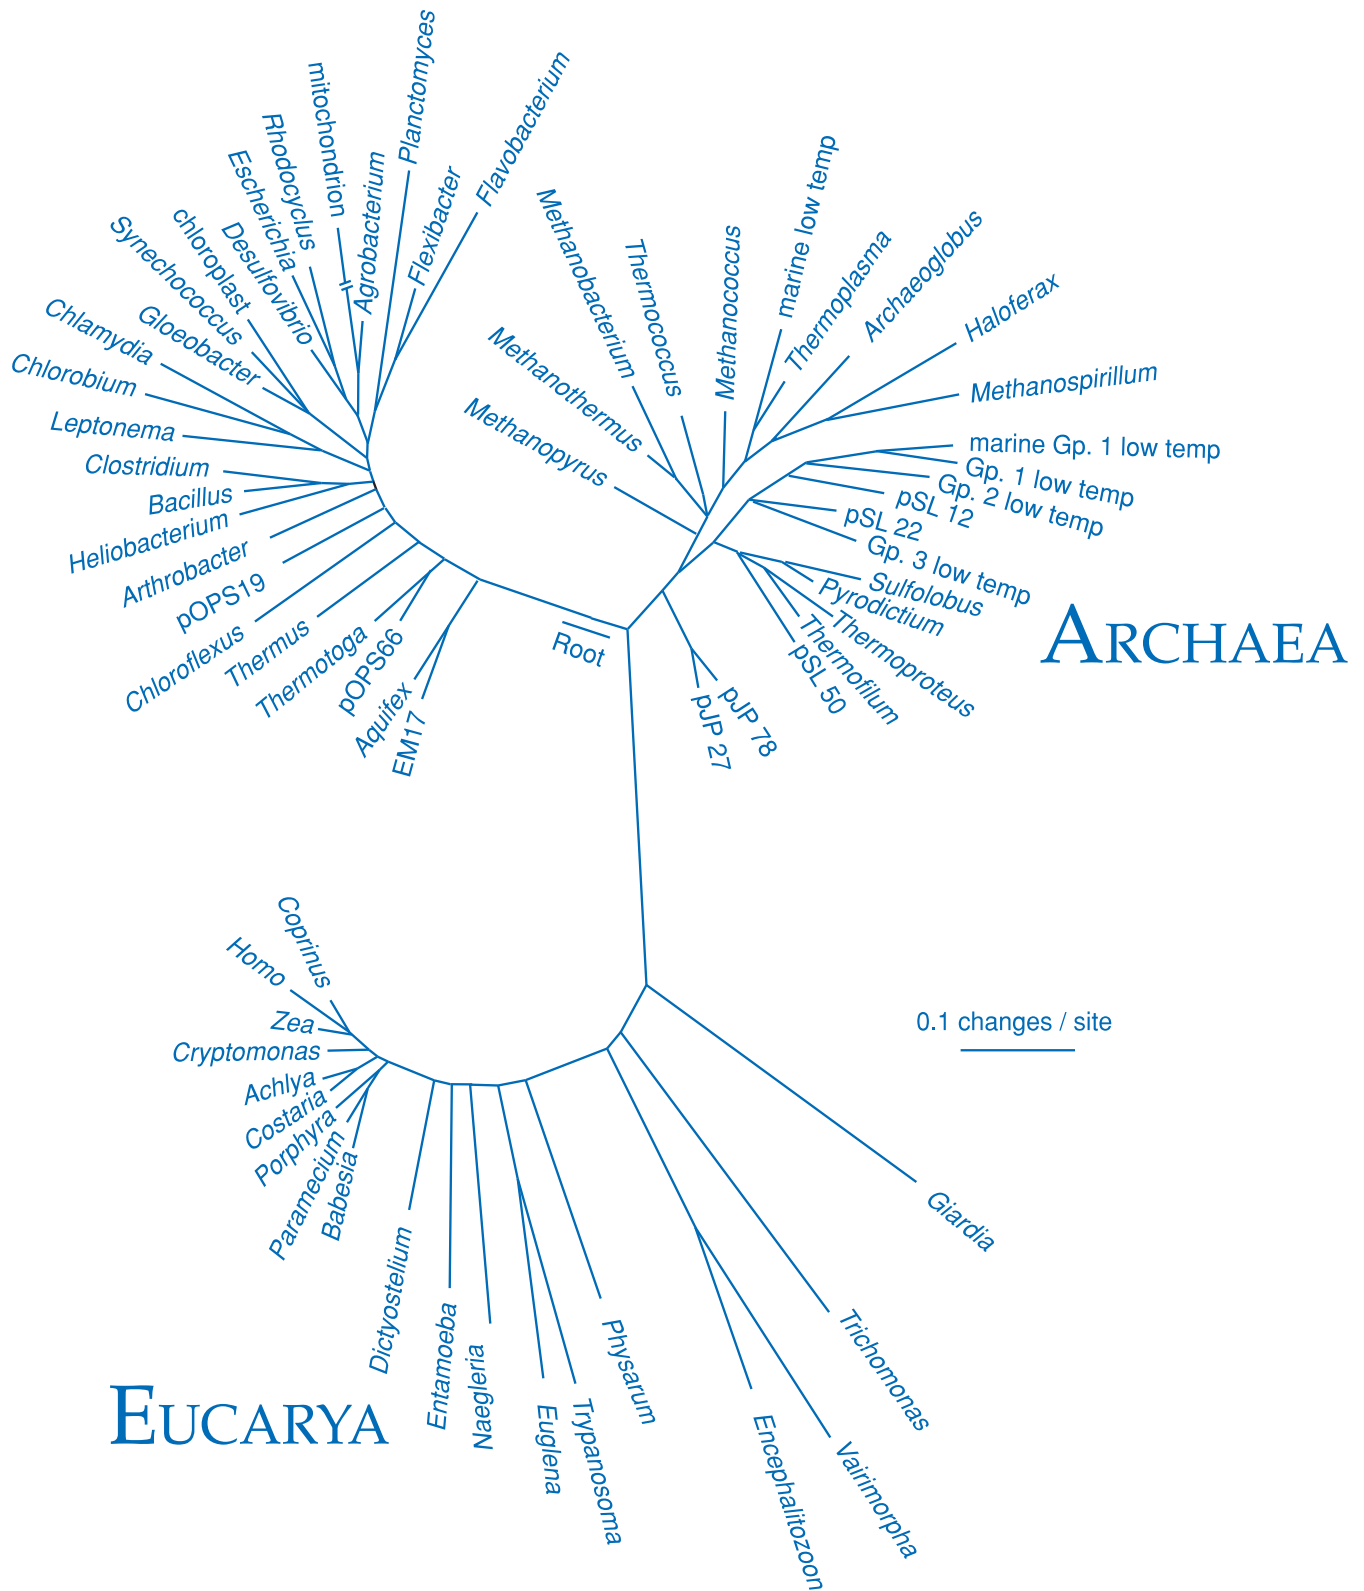 Planctomyces
Flavobacterium
mitochondrion
Rhodocyclus
Escherichia
Agrobacterium
Flexibacter
chloroplast
Desulfovibrio
Synechococcus
Gloeobacter
Chlamydia
Chlorobium
Leptonema
Clostridium
Bacillus
Heliobacterium
Arthrobacter
pOPS19
Chloroflexus
Thermus
Thermotoga
pOPS66
Aquifex
EM17
Root
Methanopyrus
Methanothermus
Methanobacterium
Thermococcus
Methanococcus
marine low temp
Thermoplasma
Archaeoglobus
Haloferax
Methanospirillum
marine Gp. 1 low temp
Gp. 1 low temp
Gp. 2 low temp
pSL 12
pSL 22
Gp. 3 low temp
Sulfolobus
Pyrodictium
Thermoproteus
Thermofilum
pSL 50
pJP 78
pJP 27
ARCHAEA
Coprinus
Homo
Zea
Cryptomonas
Achlya
Costaria
Porphyra
Paramecium
Babesia
Dictyostelium
Entamoeba
Naegleria
Euglena
Trypanosoma
Physarum
Encephalitozoon
Vairimorpha
Trichomonas
Giardia
0.1 changes / site
EUCARYA